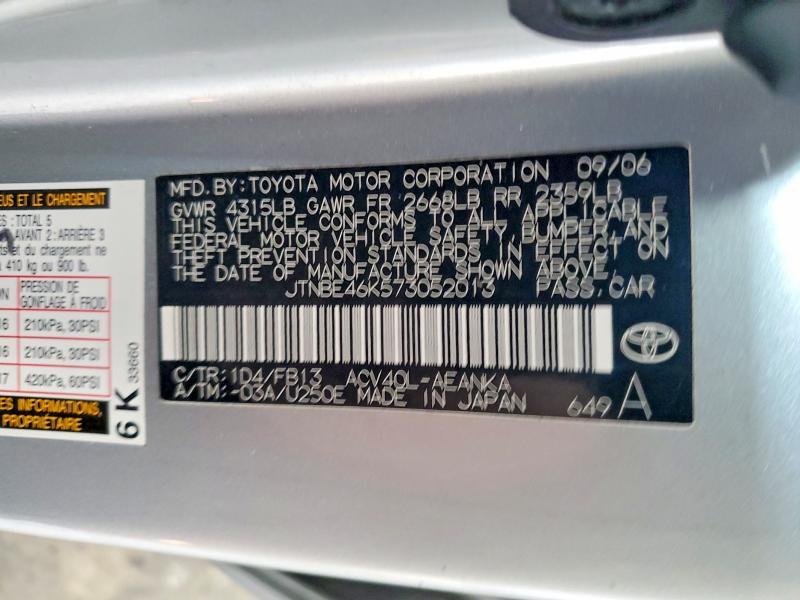 EUS ET LE CHARGEMENT
ES: TOTAL 5
AVANT 2: ARRIÈRE 3
ts et du chargement ne
410 kg ou 900 lb.
ON PRESSION DE GONFLAGE À FROID
16 210kPa, 30PSI
16 210kPa, 30PSI
17 420kPa, 60PSI
ES INFORMATIONS,
PROPRIÉTAIRE
6K 33660
MFD. BY: TOYOTA MOTOR CORPORATION 09/06
GVWR 4315LB GAWR FR 2668LB RR 2359LB
THIS VEHICLE CONFORMS TO ALL APPLICABLE
FEDERAL MOTOR VEHICLE SAFETY, BUMPER, AND
THEFT PREVENTION STANDARDS IN EFFECT ON
THE DATE OF MANUFACTURE SHOWN ABOVE.
JTNBE46K573052013 PASS. CAR
C/TR: 1D4/FB13 ACV40L-AEANKA
A/TM: -03A/U250E MADE IN JAPAN 649 A